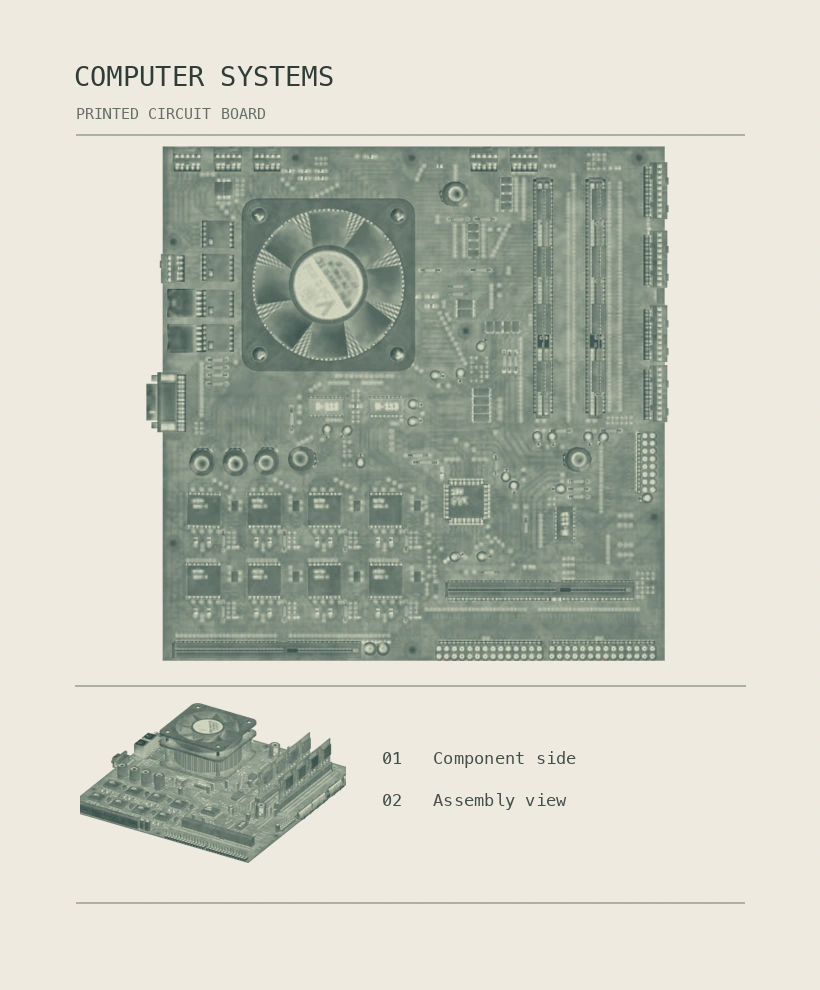 COMPUTER SYSTEMS
PRINTED CIRCUIT BOARD
01 Component side
02 Assembly view